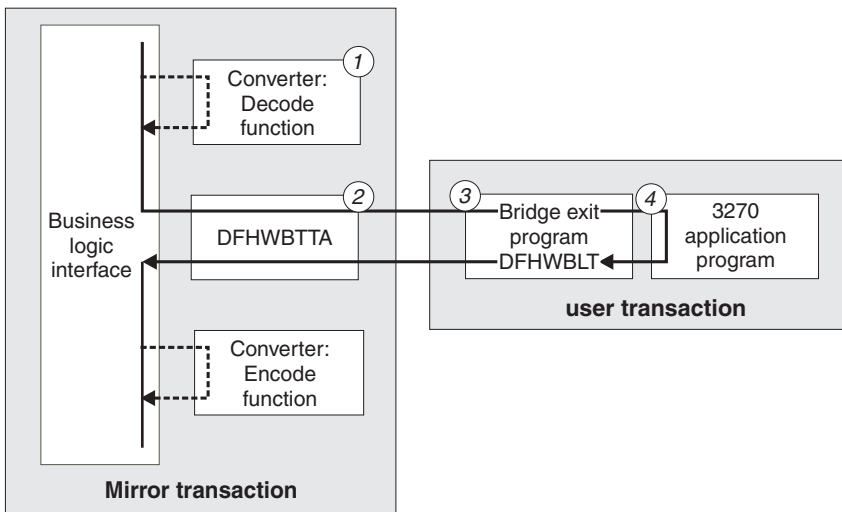 1
Converter:
Decode
function
2
DFHWBTTA
Business
logic
interface
Converter:
Encode
function
Mirror transaction
3
Bridge exit
program
DFHWBLT
4
3270
application
program
user transaction